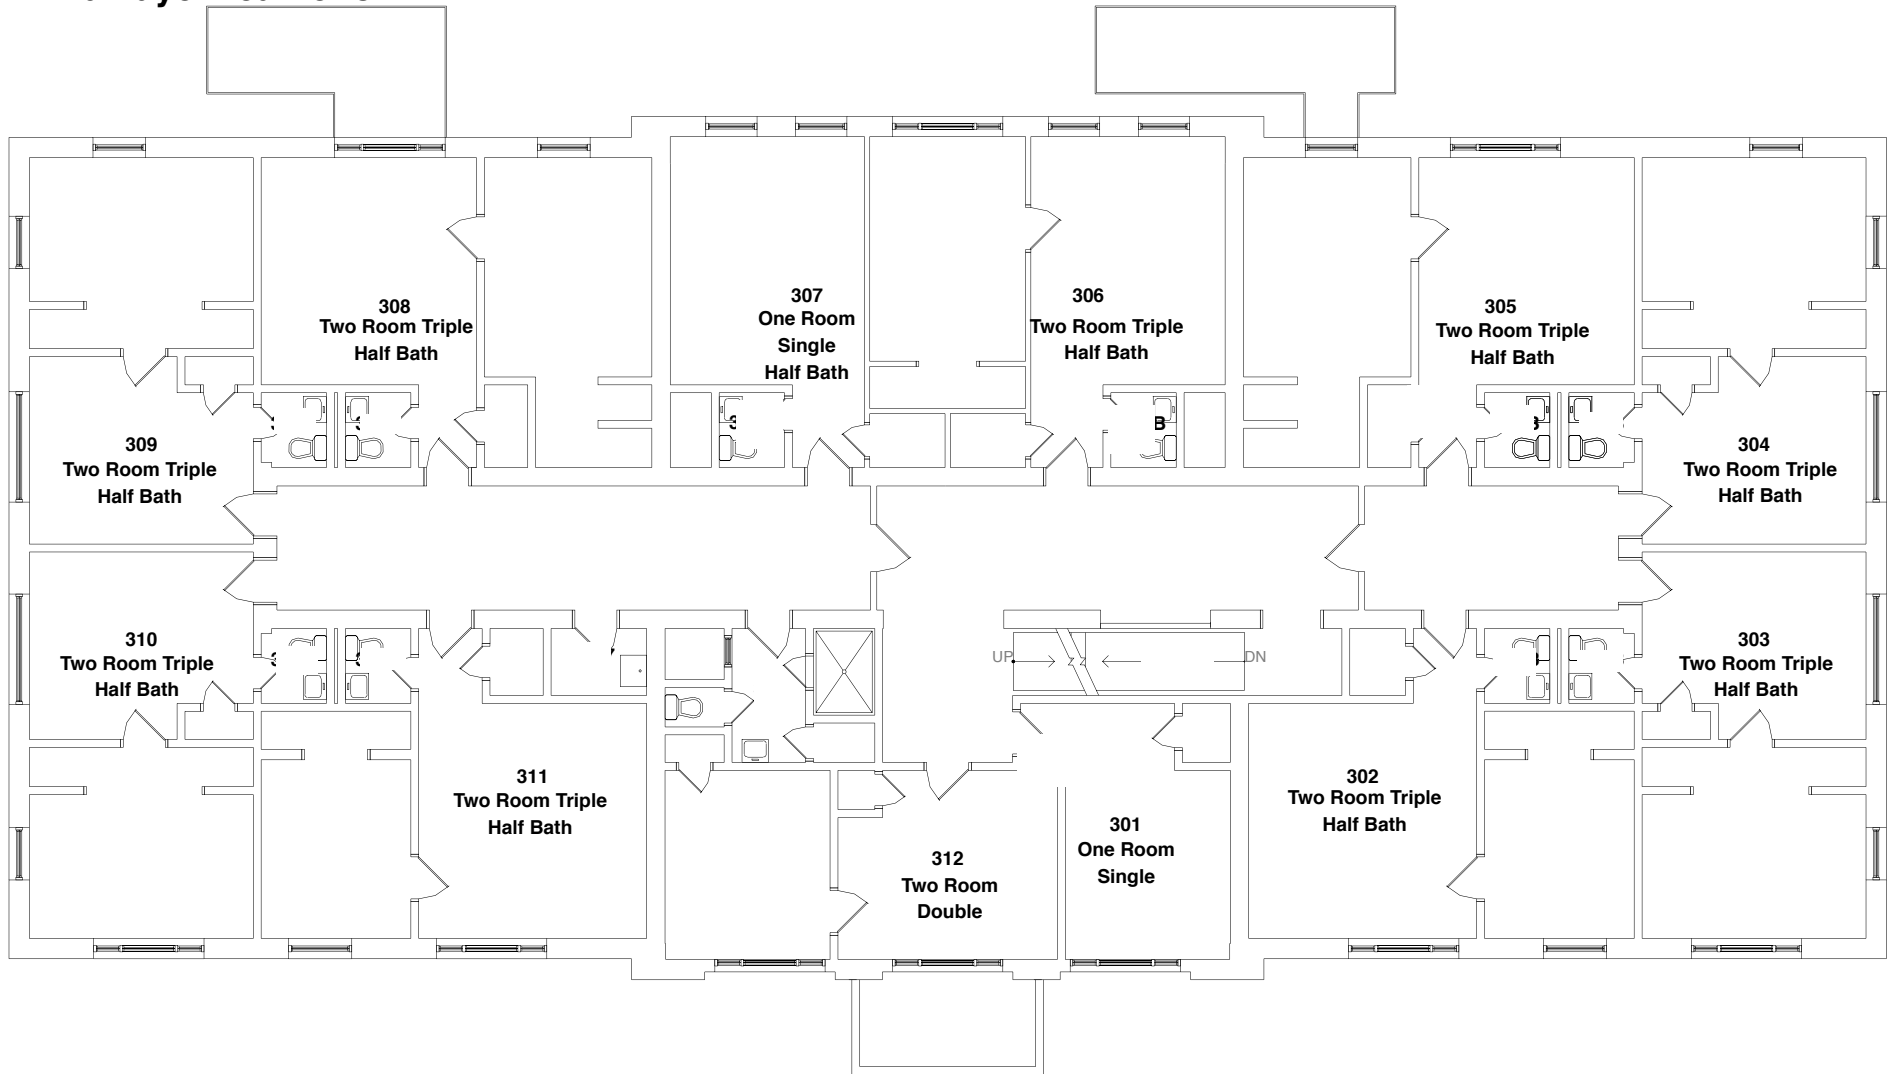 308
Two Room Triple
Half Bath
307
One Room
Single
Half Bath
306
Two Room Triple
Half Bath
305
Two Room Triple
Half Bath
309
Two Room Triple
Half Bath
B
304
Two Room Triple
Half Bath
310
Two Room Triple
Half Bath
UP
DN
303
Two Room Triple
Half Bath
311
Two Room Triple
Half Bath
312
Two Room
Double
301
One Room
Single
302
Two Room Triple
Half Bath